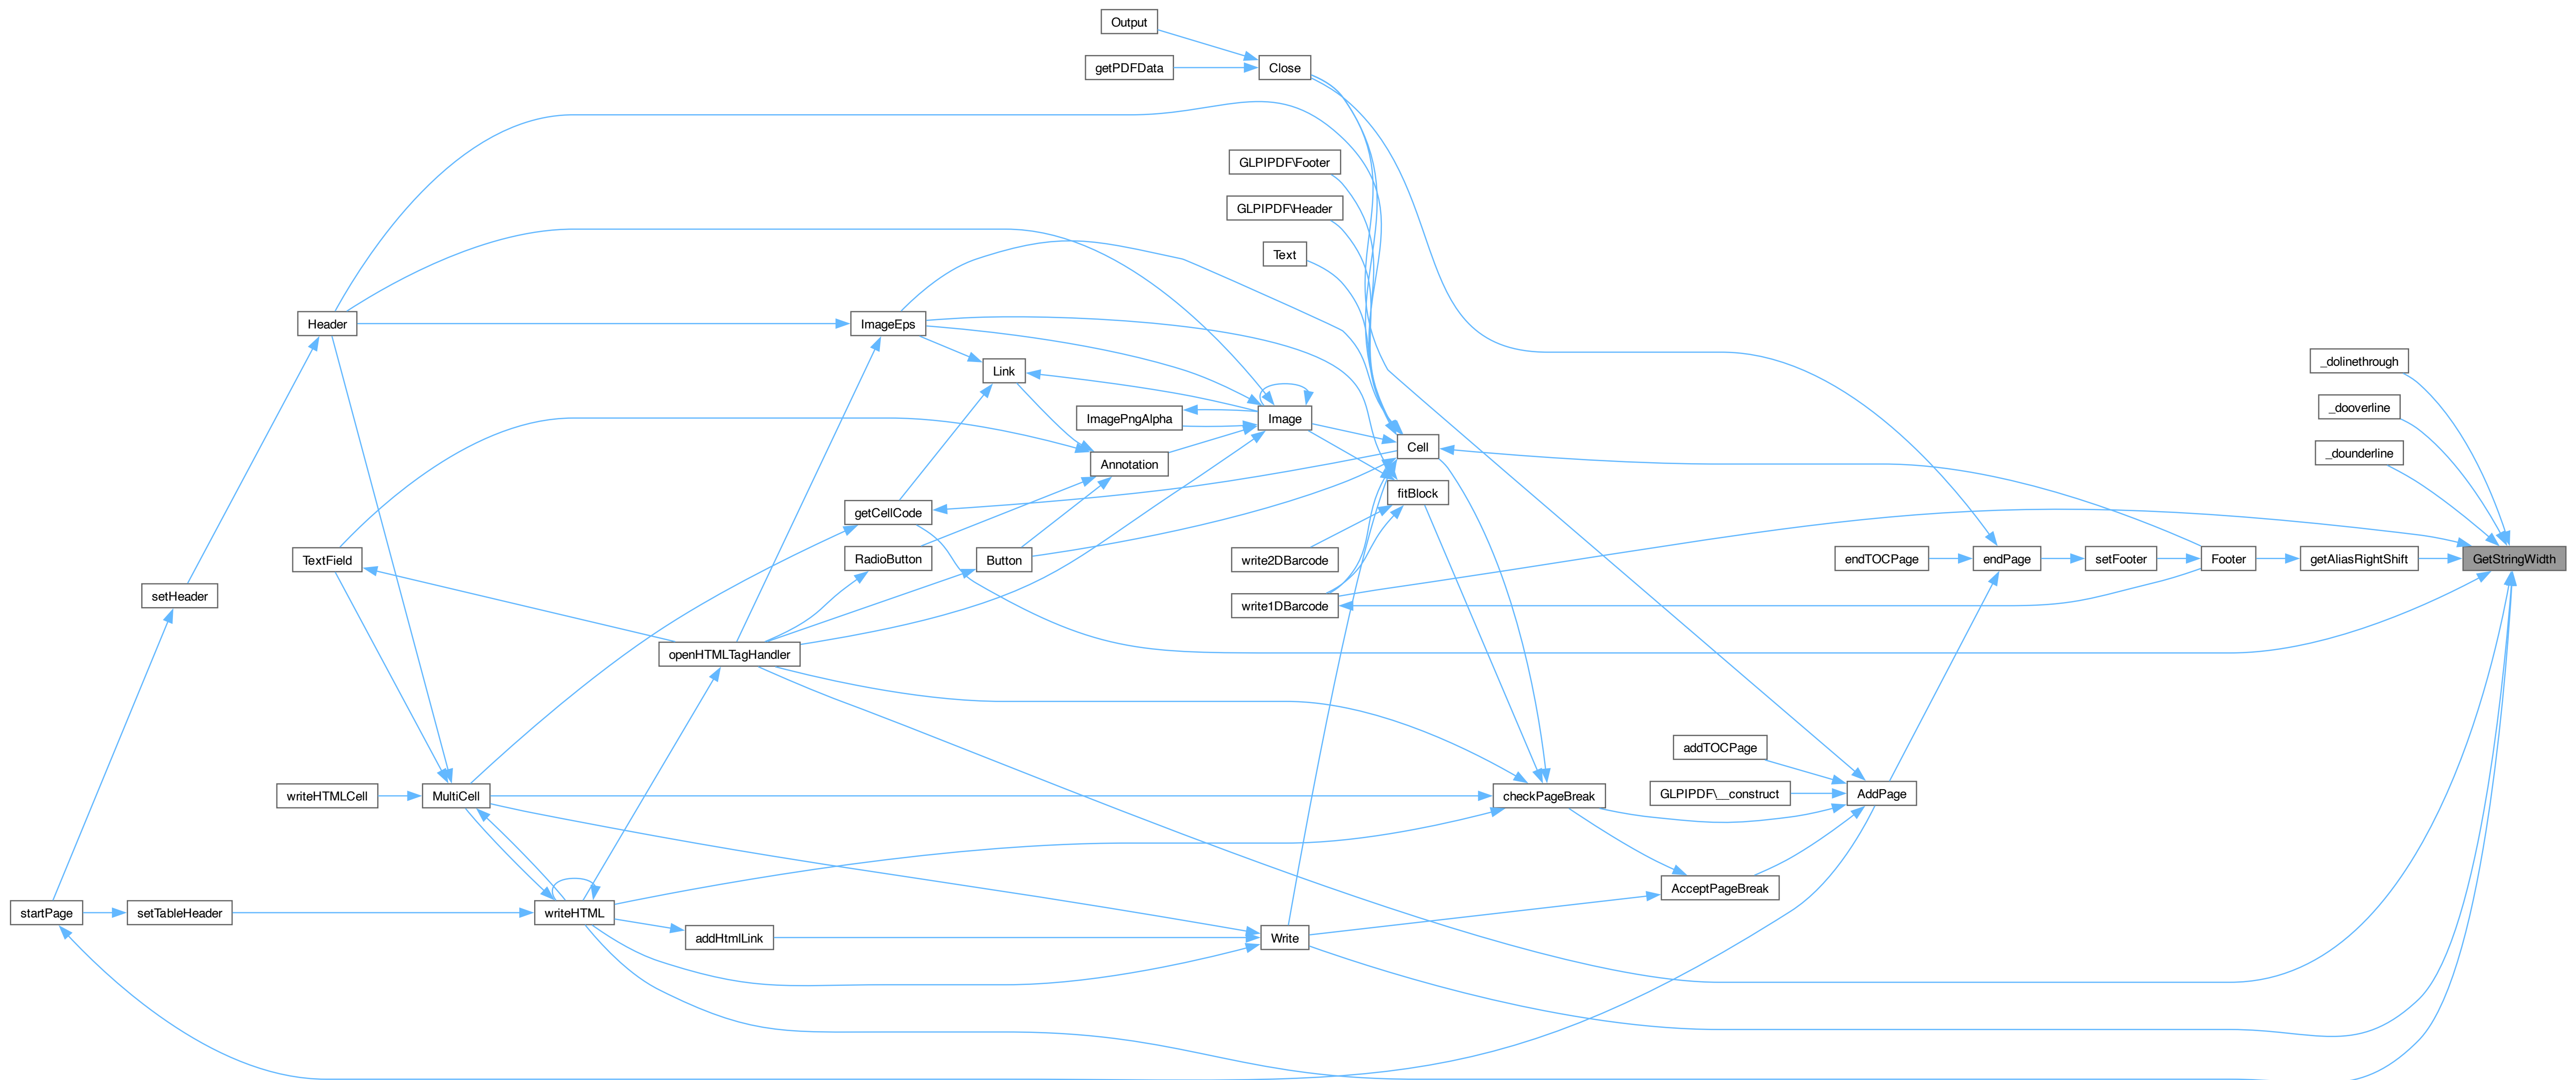 Output
getPDFData
Close
GLPIPDF\Footer
GLPIPDF\Header
Text
Header
ImageEps
Link
_dolinethrough
_dooverline
_dounderline
ImagePngAlpha
Image
Cell
Annotation
fitBlock
getCellCode
TextField
RadioButton
Button
write2DBarcode
endTOCPage
endPage
setFooter
Footer
getAliasRightShift
GetStringWidth
setHeader
write1DBarcode
openHTMLTagHandler
addTOCPage
writeHTMLCell
MultiCell
checkPageBreak
GLPIPDF\__construct
AddPage
AcceptPageBreak
startPage
setTableHeader
writeHTML
addHtmlLink
Write